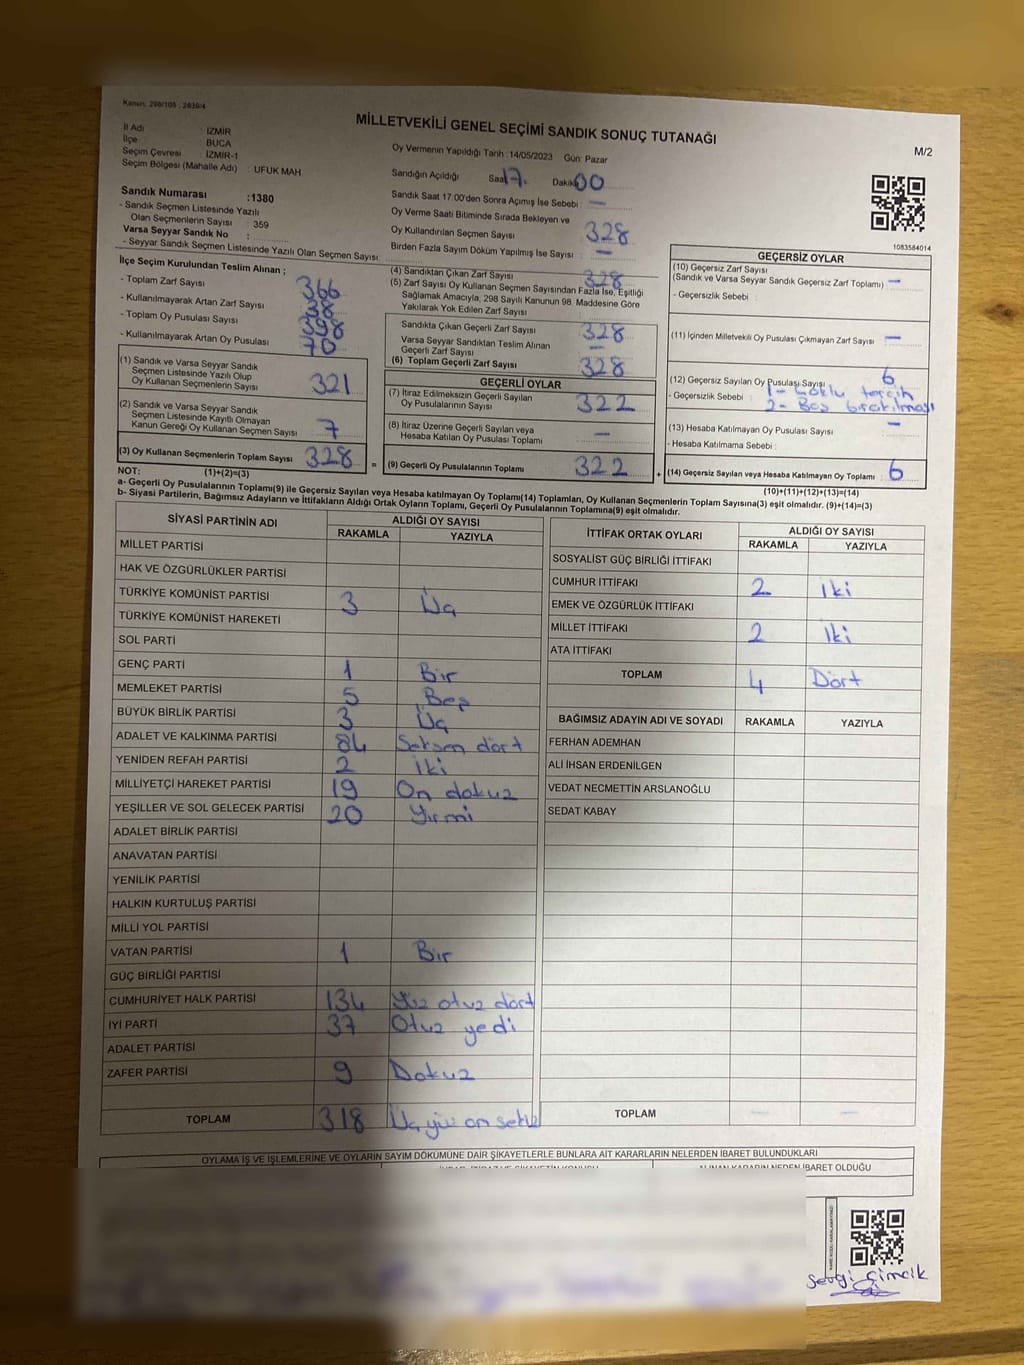 Kanun: 298/105 , 2839/4
MİLLETVEKİLİ GENEL SEÇİMİ SANDIK SONUÇ TUTANAĞI
M/2
İl Adı : İZMİR
İlçe : BUCA
Seçim Çevresi : İZMİR-1
Seçim Bölgesi (Mahalle Adı) : UFUK MAH.
Oy Vermenin Yapıldığı Tarih : 14/05/2023 Gün: Pazar
Sandığın Açıldığı Saat 17. Dakika 00
Sandık Saat 17:00'den Sonra Açımış İse Sebebi : —
Oy Verme Saati Bitiminde Sırada Bekleyen ve
Oy Kullandırılan Seçmen Sayısı 328
Birden Fazla Sayım Döküm Yapılmış İse Sayısı : —
Sandık Numarası :1380
- Sandık Seçmen Listesinde Yazılı
Olan Seçmenlerin Sayısı : 359
Varsa Seyyar Sandık No :
- Seyyar Sandık Seçmen Listesinde Yazılı Olan Seçmen Sayısı:
1083584014
İlçe Seçim Kurulundan Teslim Alınan ;
- Toplam Zarf Sayısı 366
- Kullanılmayarak Artan Zarf Sayısı 38
- Toplam Oy Pusulası Sayısı 398
- Kullanılmayarak Artan Oy Pusulası 70
(1) Sandık ve Varsa Seyyar Sandık
Seçmen Listesinde Yazılı Olup
Oy Kullanan Seçmenlerin Sayısı 321
(2) Sandık ve Varsa Seyyar Sandık
Seçmen Listesinde Kayıtlı Olmayan
Kanun Gereği Oy Kullanan Seçmen Sayısı 7
(3) Oy Kullanan Seçmenlerin Toplam Sayısı 328
(4) Sandıktan Çıkan Zarf Sayısı 328
(5) Zarf Sayısı Oy Kullanan Seçmen Sayısından Fazla İse, Eşitliği
Sağlamak Amacıyla, 298 Sayılı Kanunun 98. Maddesine Göre
Yakılarak Yok Edilen Zarf Sayısı
Sandıkta Çıkan Geçerli Zarf Sayısı 328
Varsa Seyyar Sandıktan Teslim Alınan
Geçerli Zarf Sayısı —
(6) Toplam Geçerli Zarf Sayısı 328
GEÇERLİ OYLAR
(7) İtiraz Edilmeksizin Geçerli Sayılan
Oy Pusulalarının Sayısı 322
(8) İtiraz Üzerine Geçerli Sayılan veya
Hesaba Katılan Oy Pusulası Toplamı —
= (9) Geçerli Oy Pusulalarının Toplamı 322
GEÇERSİZ OYLAR
(10) Geçersiz Zarf Sayısı
(Sandık ve Varsa Seyyar Sandık Geçersiz Zarf Toplamı) —
- Geçersizlik Sebebi :
(11) İçinden Milletvekili Oy Pusulası Çıkmayan Zarf Sayısı —
(12) Geçersiz Sayılan Oy Pusulası Sayısı 6
- Geçersizlik Sebebi : 1- Çoklu tercih
2- Boş bırakılması
(13) Hesaba Katılmayan Oy Pusulası Sayısı —
- Hesaba Katılmama Sebebi :
+ (14) Geçersiz Sayılan veya Hesaba Katılmayan Oy Toplamı : 6
NOT: (1)+(2)=(3)
(10)+(11)+(12)+(13)=(14)
a- Geçerli Oy Pusulalarının Toplamı(9) ile Geçersiz Sayılan veya Hesaba katılmayan Oy Toplamı(14) Toplamları, Oy Kullanan Seçmenlerin Toplam Sayısına(3) eşit olmalıdır. (9)+(14)=(3)
b- Siyasi Partilerin, Bağımsız Adayların ve İttifakların Aldığı Ortak Oyların Toplamı, Geçerli Oy Pusulalarının Toplamına(9) eşit olmalıdır.
SİYASİ PARTİNİN ADI ALDIĞI OY SAYISI
RAKAMLA YAZIYLA
MİLLET PARTİSİ
HAK VE ÖZGÜRLÜKLER PARTİSİ
TÜRKİYE KOMÜNİST PARTİSİ 3 Üç
TÜRKİYE KOMÜNİST HAREKETİ
SOL PARTİ
GENÇ PARTİ 1 Bir
MEMLEKET PARTİSİ 5 Beş
BÜYÜK BİRLİK PARTİSİ 3 Üç
ADALET VE KALKINMA PARTİSİ 84 Seksen dört
YENİDEN REFAH PARTİSİ 2 İki
MİLLİYETÇİ HAREKET PARTİSİ 19 On dokuz
YEŞİLLER VE SOL GELECEK PARTİSİ 20 Yirmi
ADALET BİRLİK PARTİSİ
ANAVATAN PARTİSİ
YENİLİK PARTİSİ
HALKIN KURTULUŞ PARTİSİ
MİLLİ YOL PARTİSİ
VATAN PARTİSİ 1 Bir
GÜÇ BİRLİĞİ PARTİSİ
CUMHURİYET HALK PARTİSİ 134 Yüz otuz dört
İYİ PARTİ 37 Otuz yedi
ADALET PARTİSİ
ZAFER PARTİSİ 9 Dokuz
TOPLAM 318 Üç yüz on sekiz
İTTİFAK ORTAK OYLARI ALDIĞI OY SAYISI
RAKAMLA YAZIYLA
SOSYALİST GÜÇ BİRLİĞİ İTTİFAKI
CUMHUR İTTİFAKI 2 İki
EMEK VE ÖZGÜRLÜK İTTİFAKI
MİLLET İTTİFAKI 2 İki
ATA İTTİFAKI
TOPLAM 4 Dört
BAĞIMSIZ ADAYIN ADI VE SOYADI RAKAMLA YAZIYLA
FERHAN ADEMHAN
ALİ İHSAN ERDENİLGEN
VEDAT NECMETTİN ARSLANOĞLU
SEDAT KABAY
TOPLAM — —
OYLAMA İŞ VE İŞLEMLERİNE VE OYLARIN SAYIM DÖKÜMÜNE DAİR ŞİKAYETLERLE BUNLARA AİT KARARLARIN NELERDEN İBARET BULUNDUKLARI
ALINAN KARARIN NEDEN İBARET OLDUĞU
Sevgi Çimcik